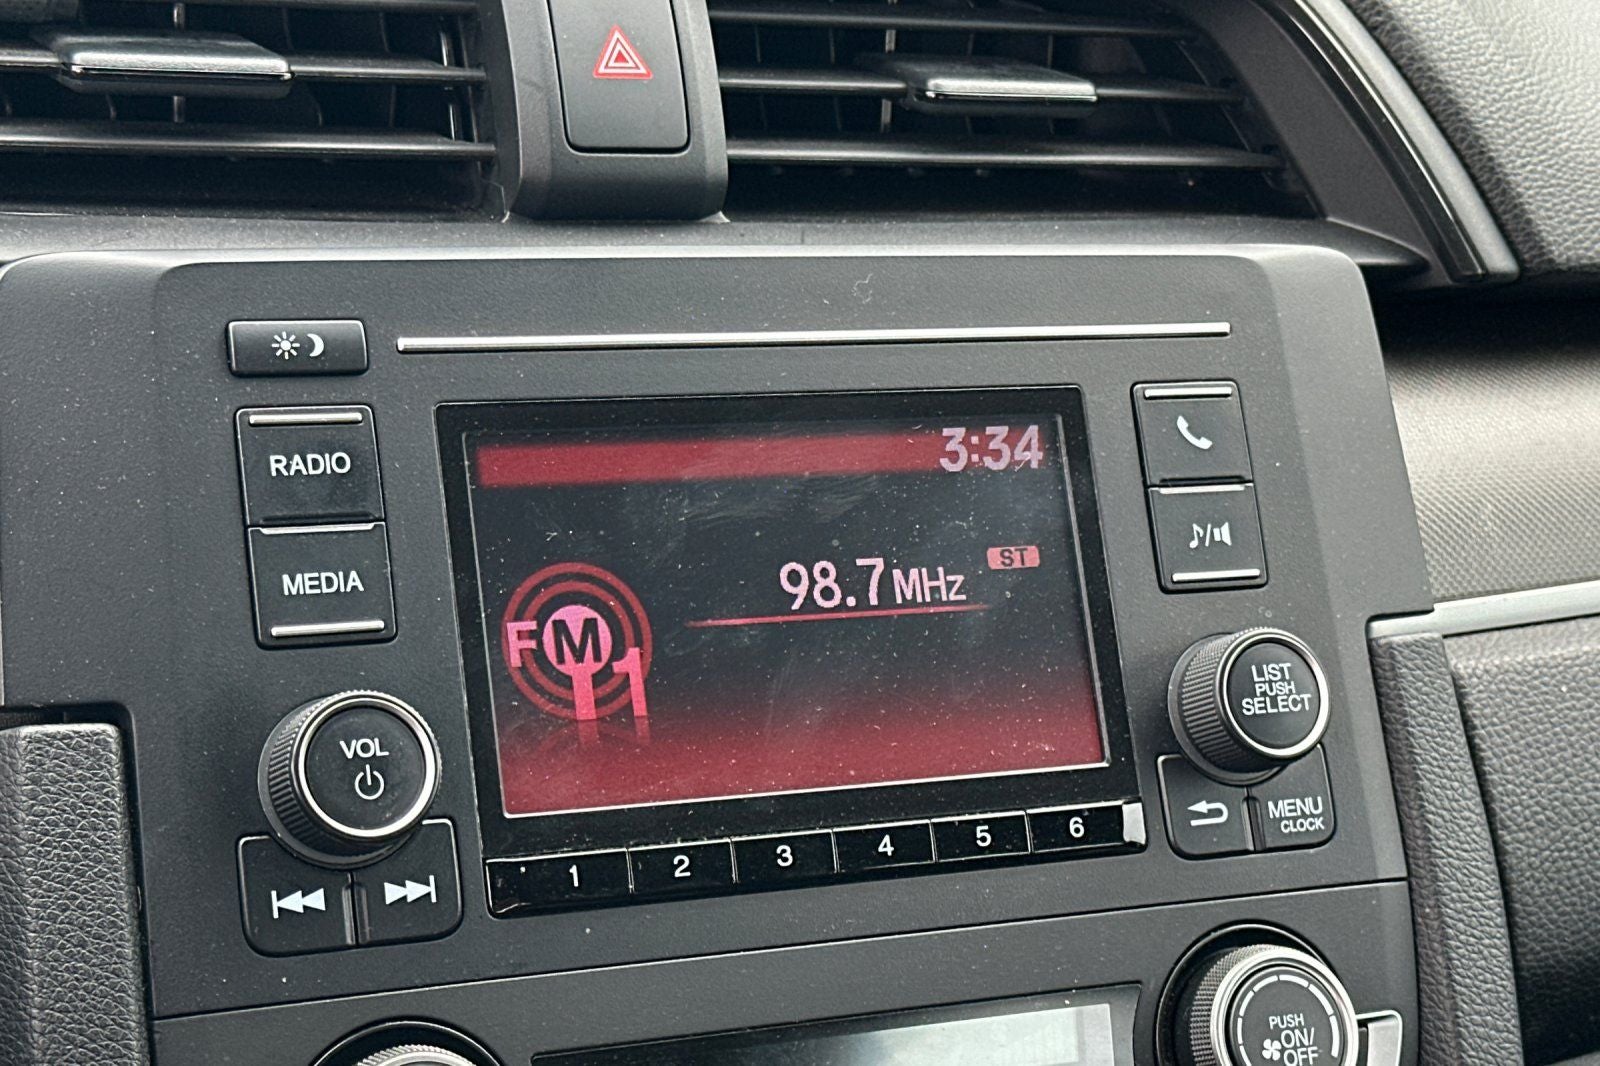 RADIO
MEDIA
VOL
3:34
98.7MHz
ST
FM
1
LIST
PUSH
SELECT
MENU
CLOCK
1
2
3
4
5
6
PUSH
ON/
OFF